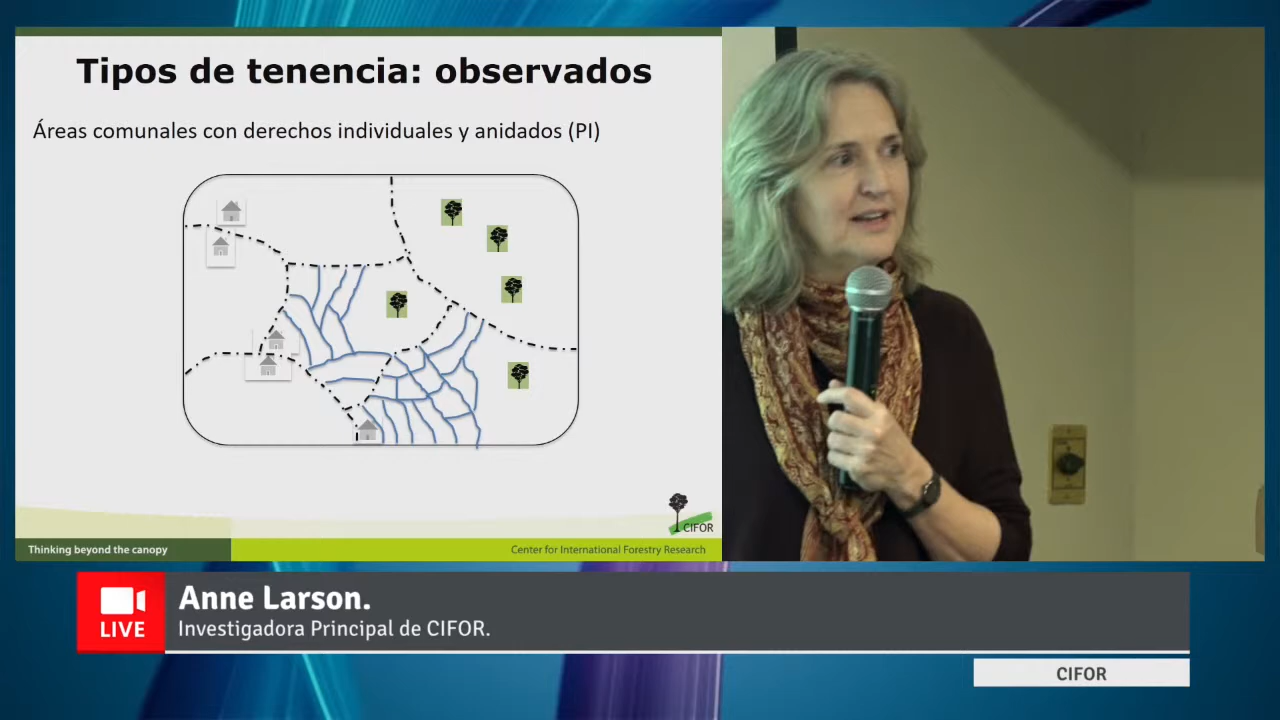 Tipos de tenencia: observados
Áreas comunales con derechos individuales y anidados (PI)
CIFOR
Thinking beyond the canopy
Center for International Forestry Research
LIVE
Anne Larson.
Investigadora Principal de CIFOR.
CIFOR